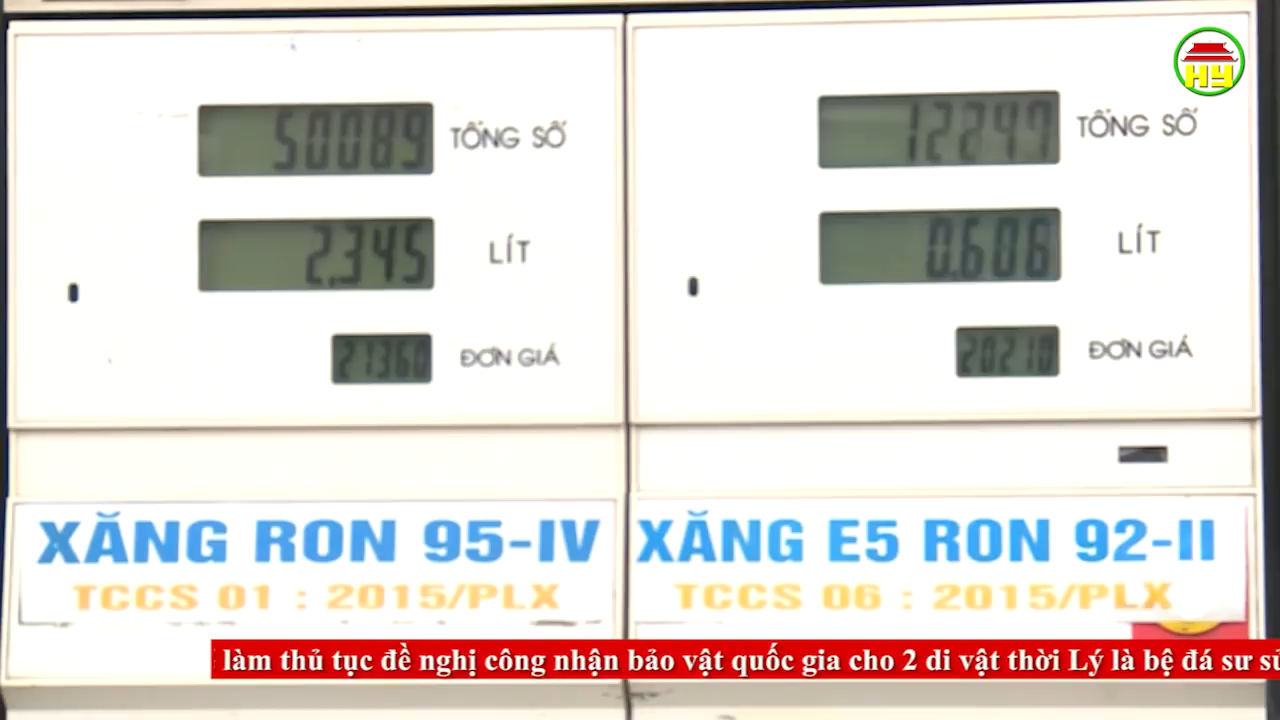 HY
50089 TỔNG SỐ
2.345 LÍT
21360 ĐƠN GIÁ
12247 TỔNG SỐ
0.606 LÍT
20210 ĐƠN GIÁ
XĂNG RON 95-IV
TCCS 01 : 2015/PLX
XĂNG E5 RON 92-II
TCCS 06 : 2015/PLX
làm thủ tục đề nghị công nhận bảo vật quốc gia cho 2 di vật thời Lý là bệ đá sư